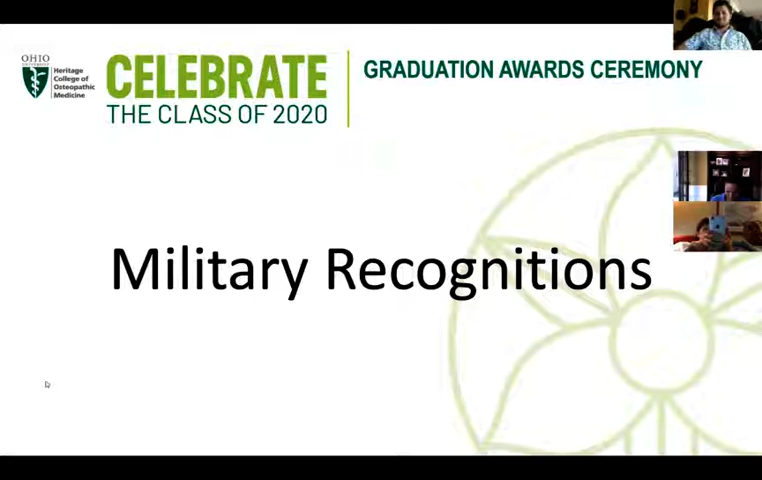 OHIO
UNIVERSITY
Heritage
College of
Osteopathic
Medicine
CELEBRATE
THE CLASS OF 2020
GRADUATION AWARDS CEREMONY
Military Recognitions